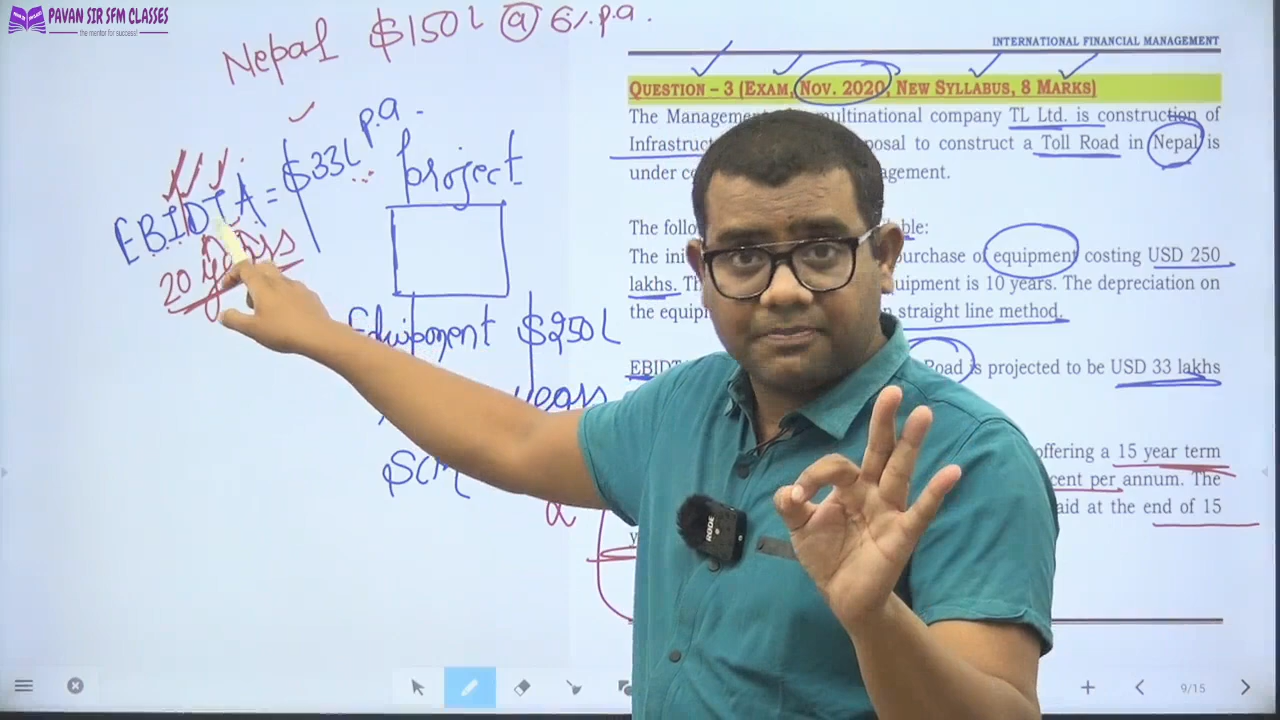 PAVAN SIR SFM CLASSES
the mentor for success!
Nepal $150L @ 6% p.a.
EBIDTA = $33L p.a.
20 years
project
Equipment $250L
years
SLM
INTERNATIONAL FINANCIAL MANAGEMENT
QUESTION – 3 (EXAM, NOV. 2020, NEW SYLLABUS, 8 MARKS)
The Management multinational company TL Ltd. is construction of
Infrastruct posal to construct a Toll Road in Nepal is
under co agement.
The follo ble:
The ini purchase of equipment costing USD 250
lakhs. Th quipment is 10 years. The depreciation on
the equip n straight line method.
EBIDT Road is projected to be USD 33 lakhs
offering a 15 year term
cent per annum. The
aid at the end of 15
y
RODE
9/15